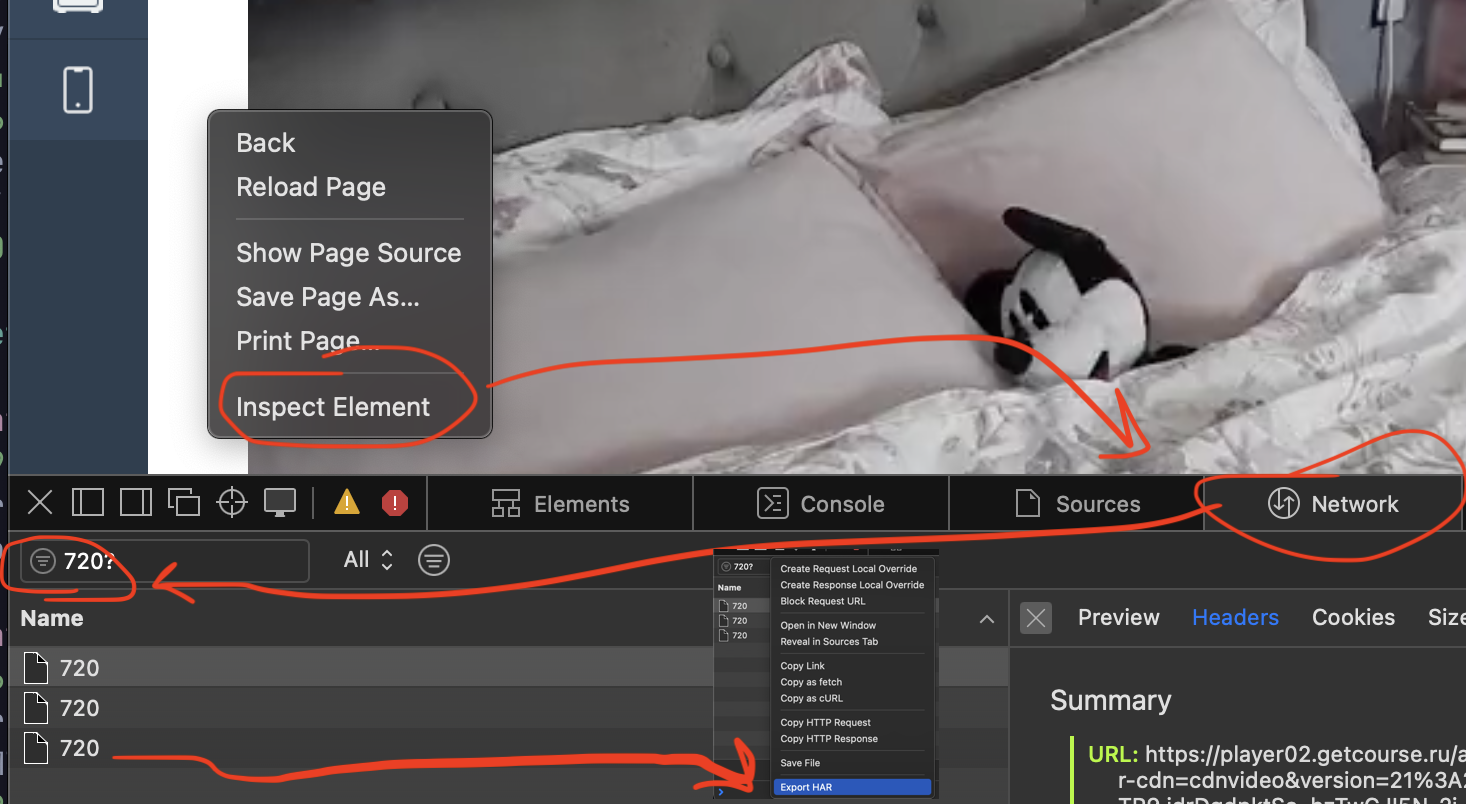 Back
Reload Page
Show Page Source
Save Page As...
Print Page...
Inspect Element
Elements
Console
Sources
Network
720?
All
Name
720
720
720
720?
Name
720
720
720
Create Request Local Override
Create Response Local Override
Block Request URL
Open in New Window
Reveal in Sources Tab
Copy Link
Copy as fetch
Copy as cURL
Copy HTTP Request
Copy HTTP Response
Save File
Export HAR
Preview
Headers
Cookies
Size
Summary
URL: https://player02.getcourse.ru/a
r-cdn=cdnvideo&version=21%3A2